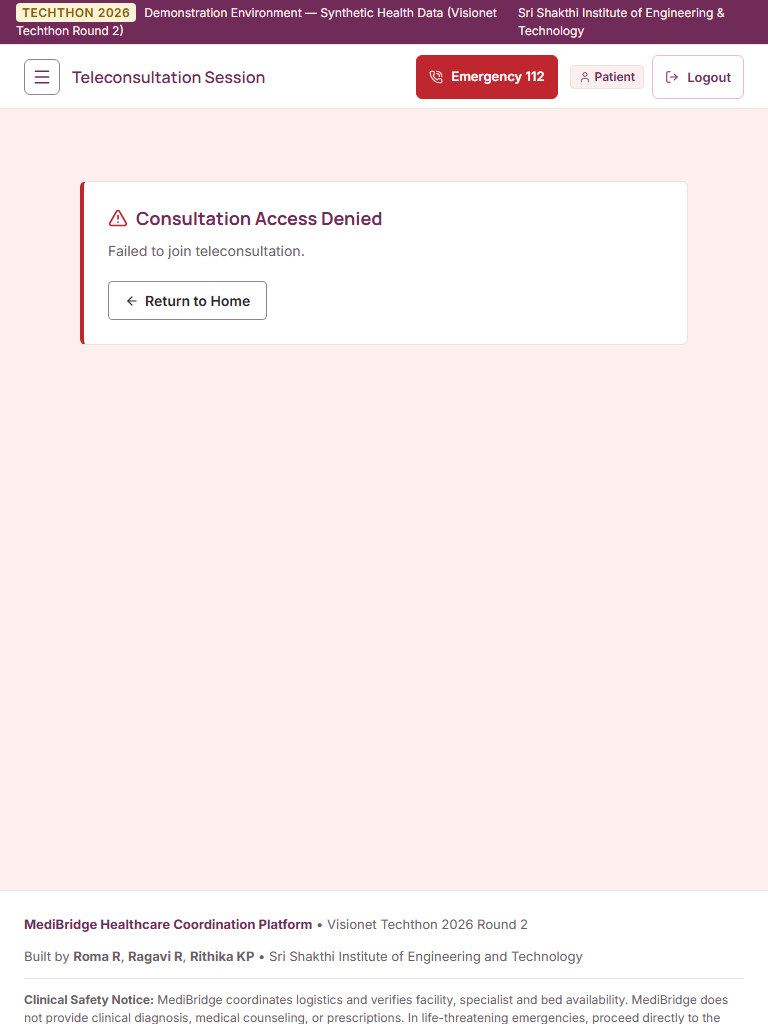 TECHTHON 2026 Demonstration Environment — Synthetic Health Data (Visionet
Techthon Round 2)
Sri Shakthi Institute of Engineering &
Technology
Teleconsultation Session
Emergency 112
Patient
Logout
Consultation Access Denied
Failed to join teleconsultation.
Return to Home
MediBridge Healthcare Coordination Platform • Visionet Techthon 2026 Round 2
Built by Roma R, Ragavi R, Rithika KP • Sri Shakthi Institute of Engineering and Technology
Clinical Safety Notice: MediBridge coordinates logistics and verifies facility, specialist and bed availability. MediBridge does
not provide clinical diagnosis, medical counseling, or prescriptions. In life-threatening emergencies, proceed directly to the